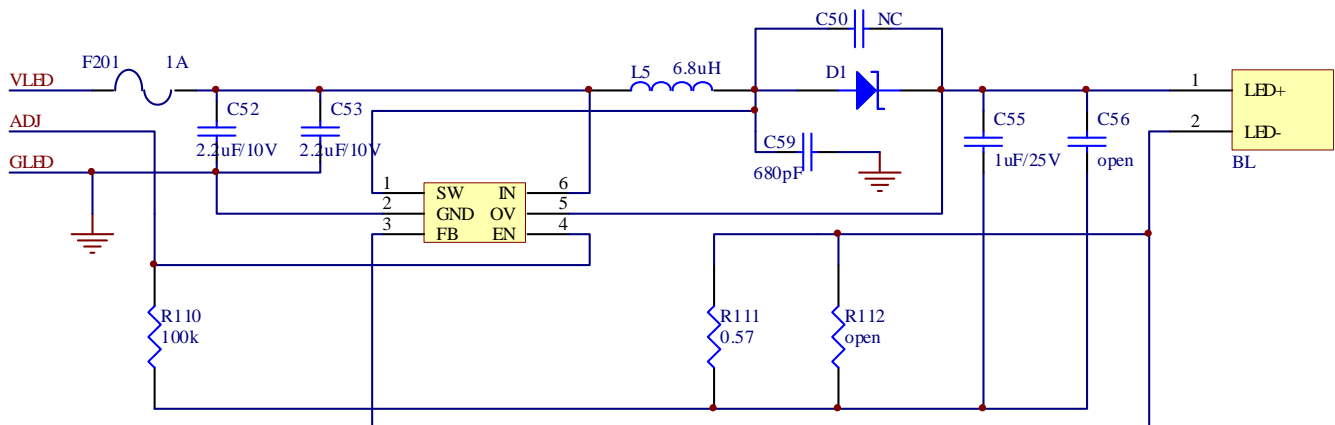 C50 NC
F201 1A
L5 6.8uH
D1
VLED
1
LED+
C52
C53
C55
C56
ADJ
2
LED-
2.2uF/10V
2.2uF/10V
C59
1uF/25V
open
GLED
680pF
BL
1 SW IN 6
2 GND OV 5
3 FB EN 4
R110
100k
R111
0.57
R112
open